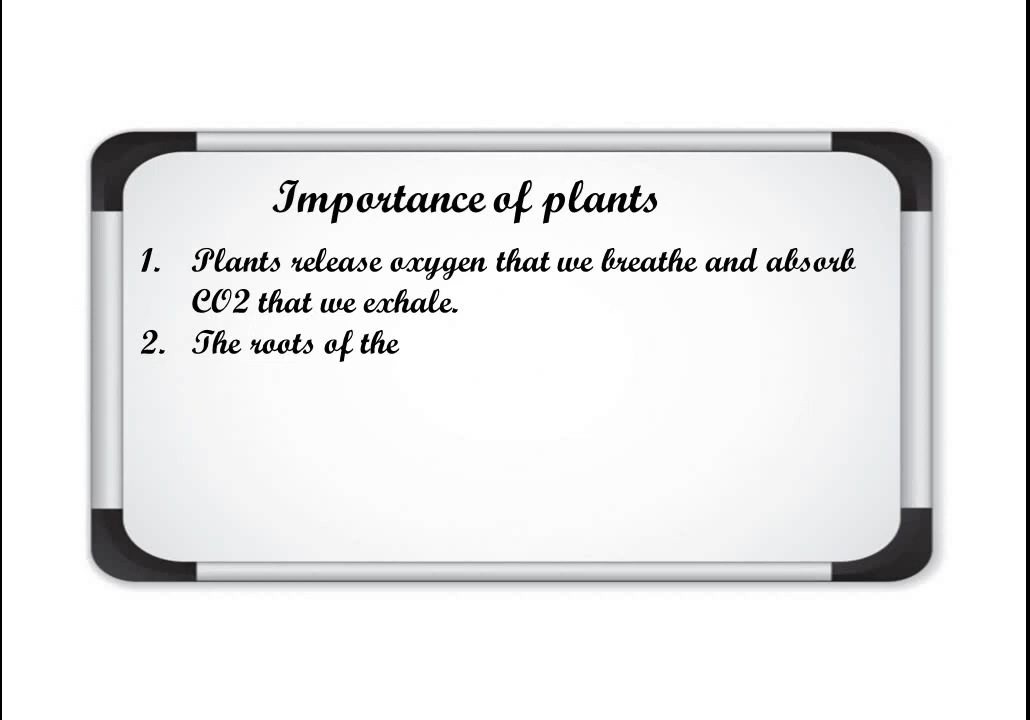 Importance of plants
1. Plants release oxygen that we breathe and absorb
CO2 that we exhale.
2. The roots of the